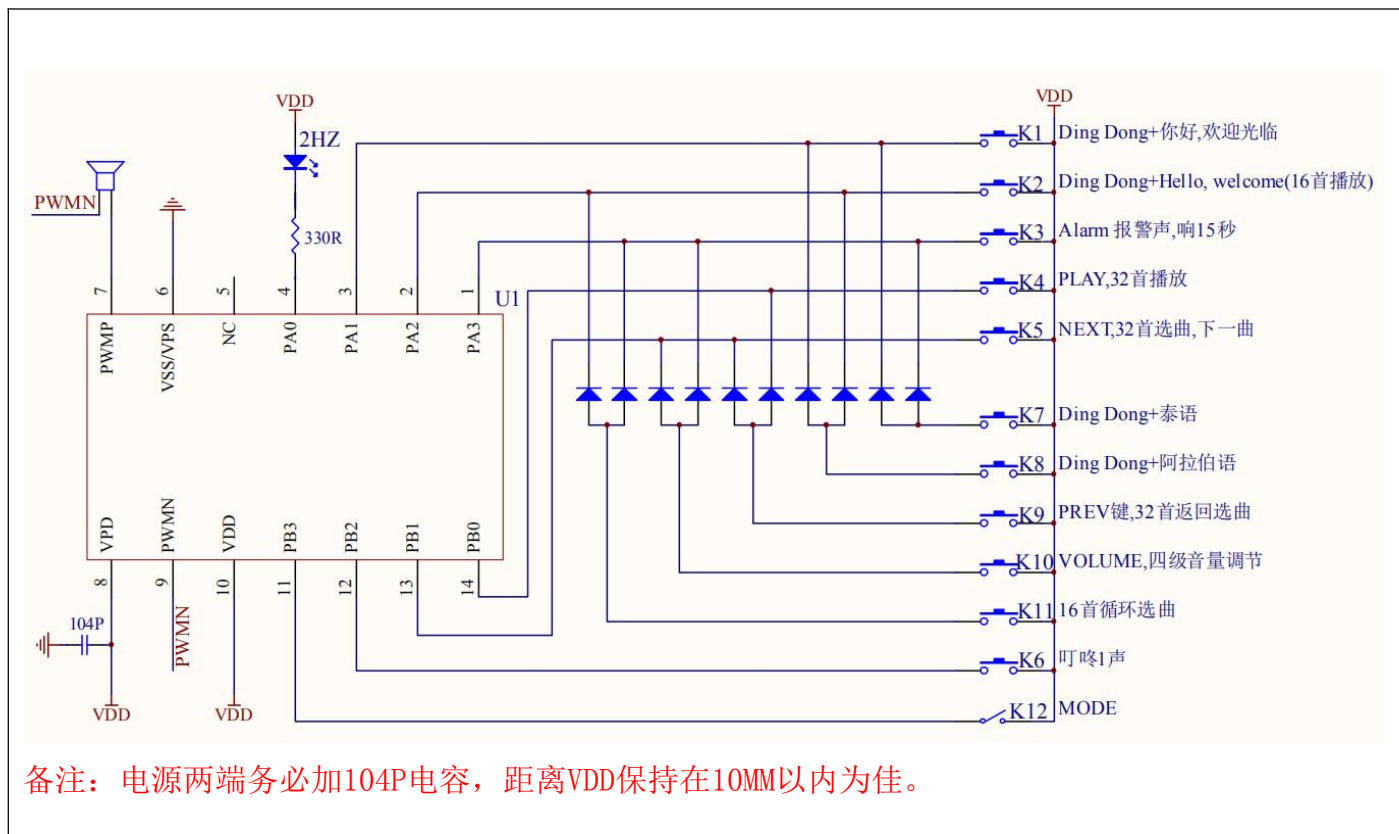 VDD
VDD
2HZ
K1 Ding Dong+你好,欢迎光临
PWMN
K2 Ding Dong+Hello, welcome(16首播放)
330R
K3 Alarm 报警声,响15秒
K4 PLAY,32首播放
7 6 5 4 3 2 1 U1
PWMP VSS/VPS NC PA0 PA1 PA2 PA3
K5 NEXT,32首选曲,下一曲
K7 Ding Dong+泰语
K8 Ding Dong+阿拉伯语
K9 PREV键,32首返回选曲
VPD PWMN VDD PB3 PB2 PB1 PB0
8 9 10 11 12 13 14
K10 VOLUME,四级音量调节
K11 16首循环选曲
104P
PWMN
K6 叮咚1声
VDD VDD
K12 MODE
备注：电源两端务必加104P电容，距离VDD保持在10MM以内为佳。